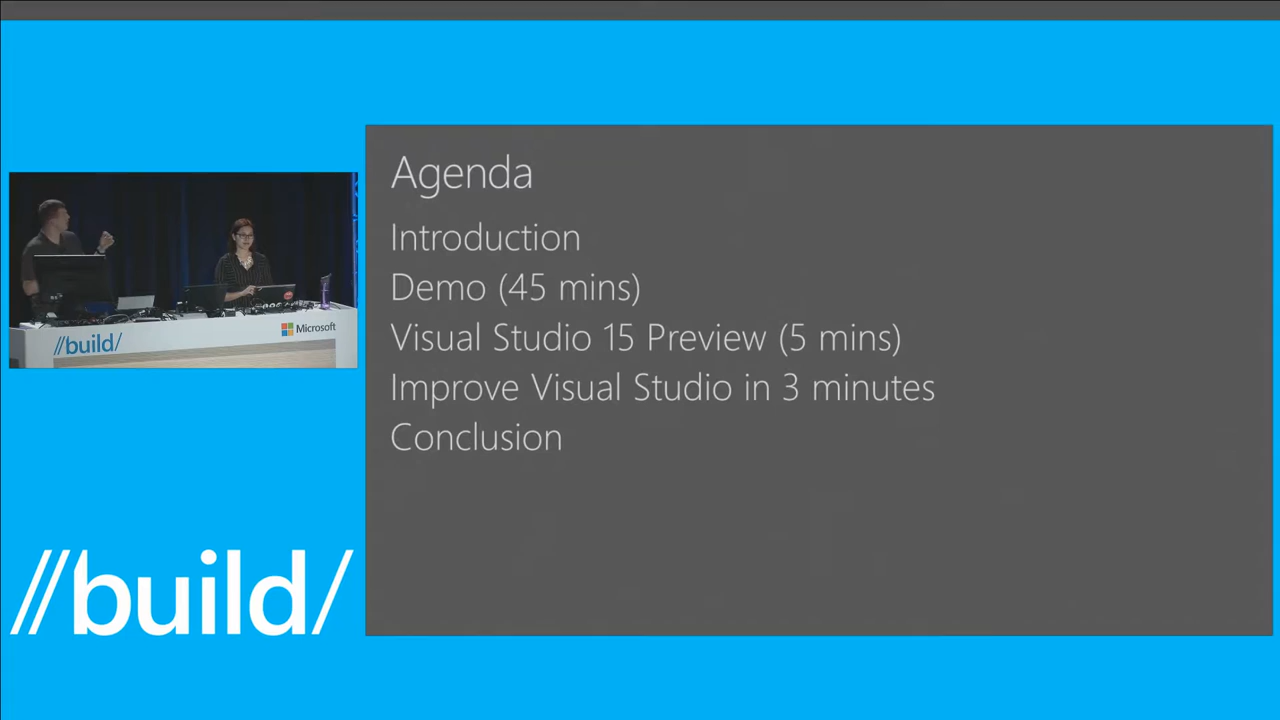 Agenda
Introduction
Demo (45 mins)
Visual Studio 15 Preview (5 mins)
Improve Visual Studio in 3 minutes
Conclusion
//build/
Microsoft
//build/